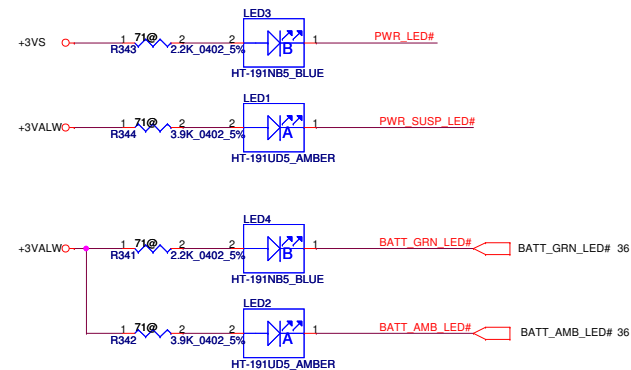 LED3
+3VS 1 71@ 2 2 B 1 PWR_LED#
R343 2.2K_0402_5%
HT-191NB5_BLUE
LED1
+3VALW 1 71@ 2 2 A 1 PWR_SUSP_LED#
R344 3.9K_0402_5%
HT-191UD5_AMBER
LED4
+3VALW 1 71@ 2 2 B 1 BATT_GRN_LED# BATT_GRN_LED# 36
R341 2.2K_0402_5%
HT-191NB5_BLUE
LED2
1 71@ 2 2 A 1 BATT_AMB_LED# BATT_AMB_LED# 36
R342 3.9K_0402_5%
HT-191UD5_AMBER